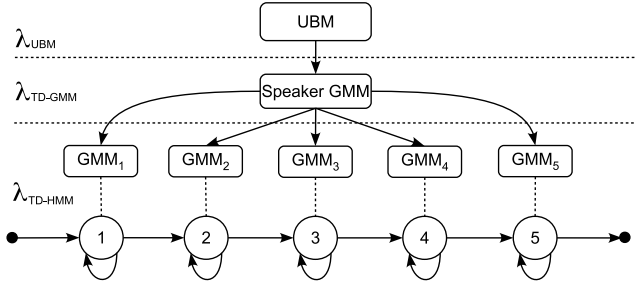 UBM
λUBM
Speaker GMM
λTD-GMM
GMM1 GMM2 GMM3 GMM4 GMM5
λTD-HMM
1 2 3 4 5